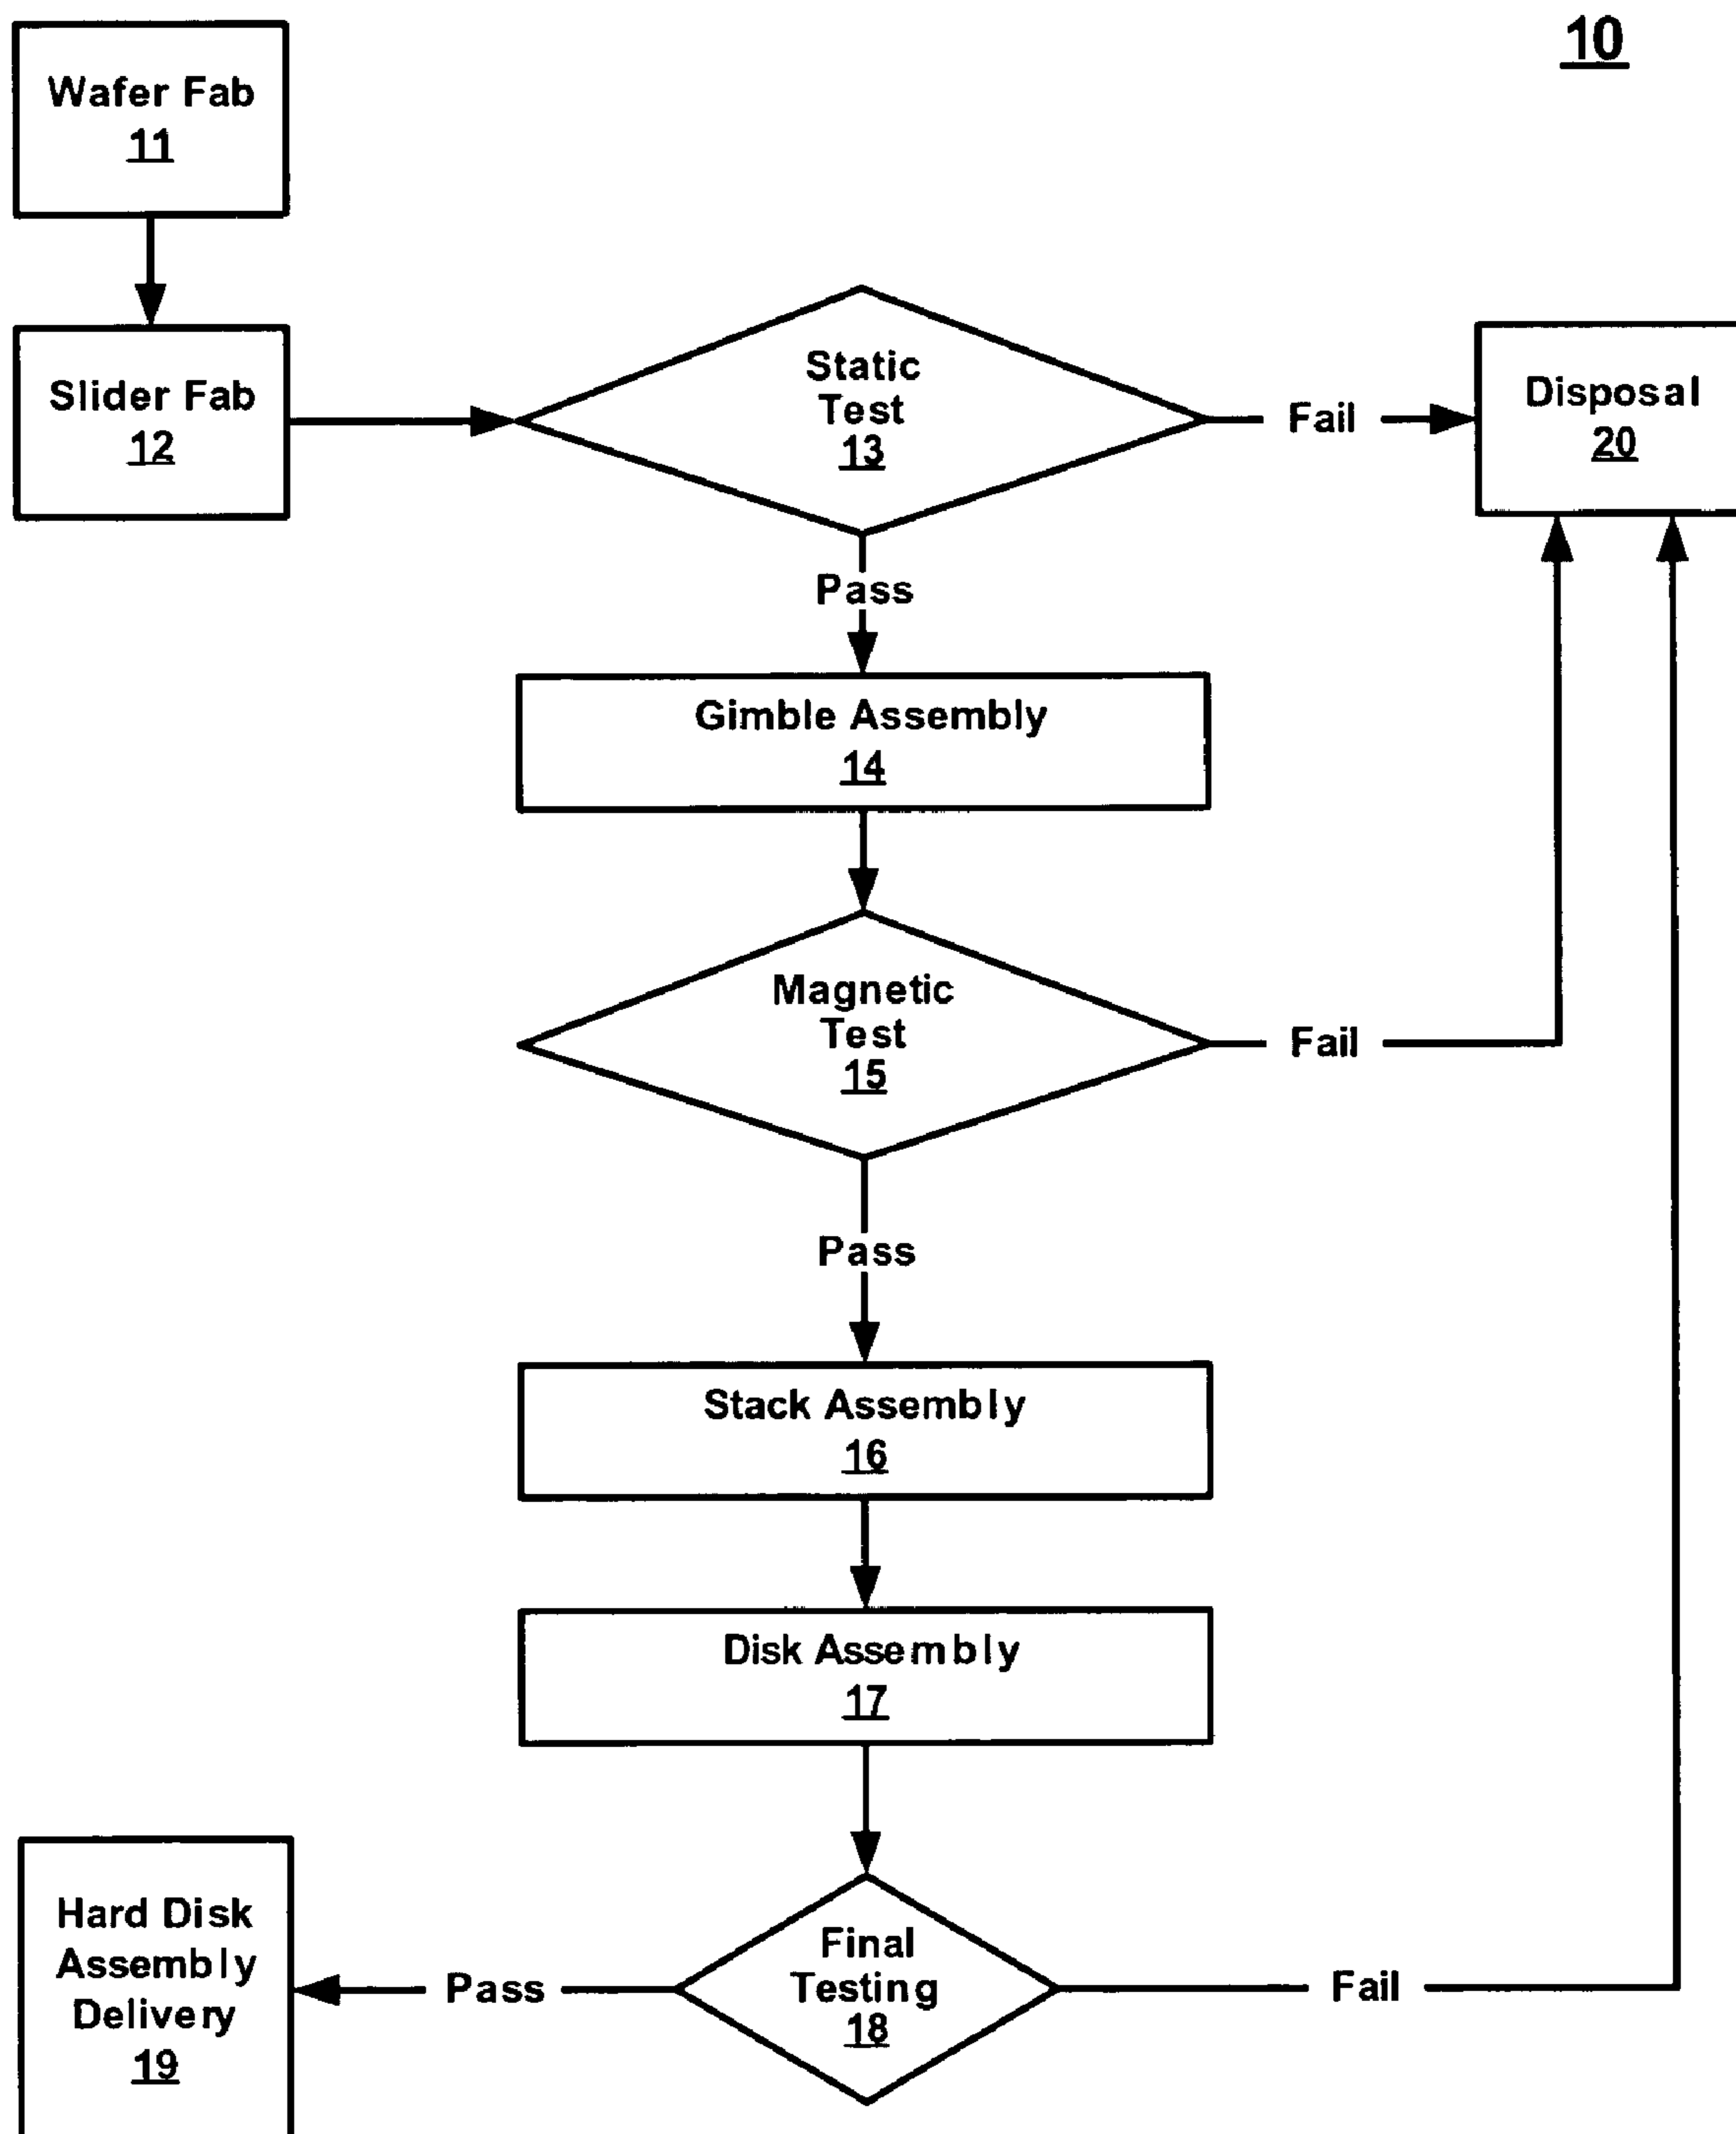 10
Wafer Fab
11
Slider Fab
12
Static
Test
13
Fail
Disposal
20
Pass
Gimble Assembly
14
Magnetic
Test
15
Fail
Pass
Stack Assembly
16
Disk Assembly
17
Final
Testing
18
Fail
Pass
Hard Disk
Assembly
Delivery
19